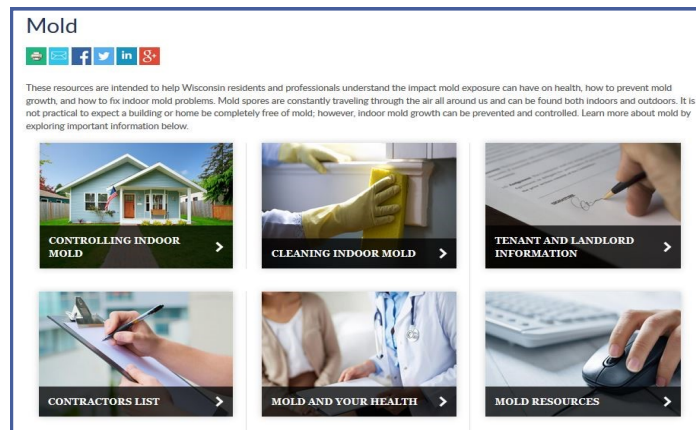 Mold
f in g+
These resources are intended to help Wisconsin residents and professionals understand the impact mold exposure can have on health, how to prevent mold
growth, and how to fix indoor mold problems. Mold spores are constantly traveling through the air all around us and can be found both indoors and outdoors. It is
not practical to expect a building or home be completely free of mold; however, indoor mold growth can be prevented and controlled. Learn more about mold by
exploring important information below.
CONTROLLING INDOOR
MOLD
CLEANING INDOOR MOLD
TENANT AND LANDLORD
INFORMATION
CONTRACTORS LIST
MOLD AND YOUR HEALTH
MOLD RESOURCES